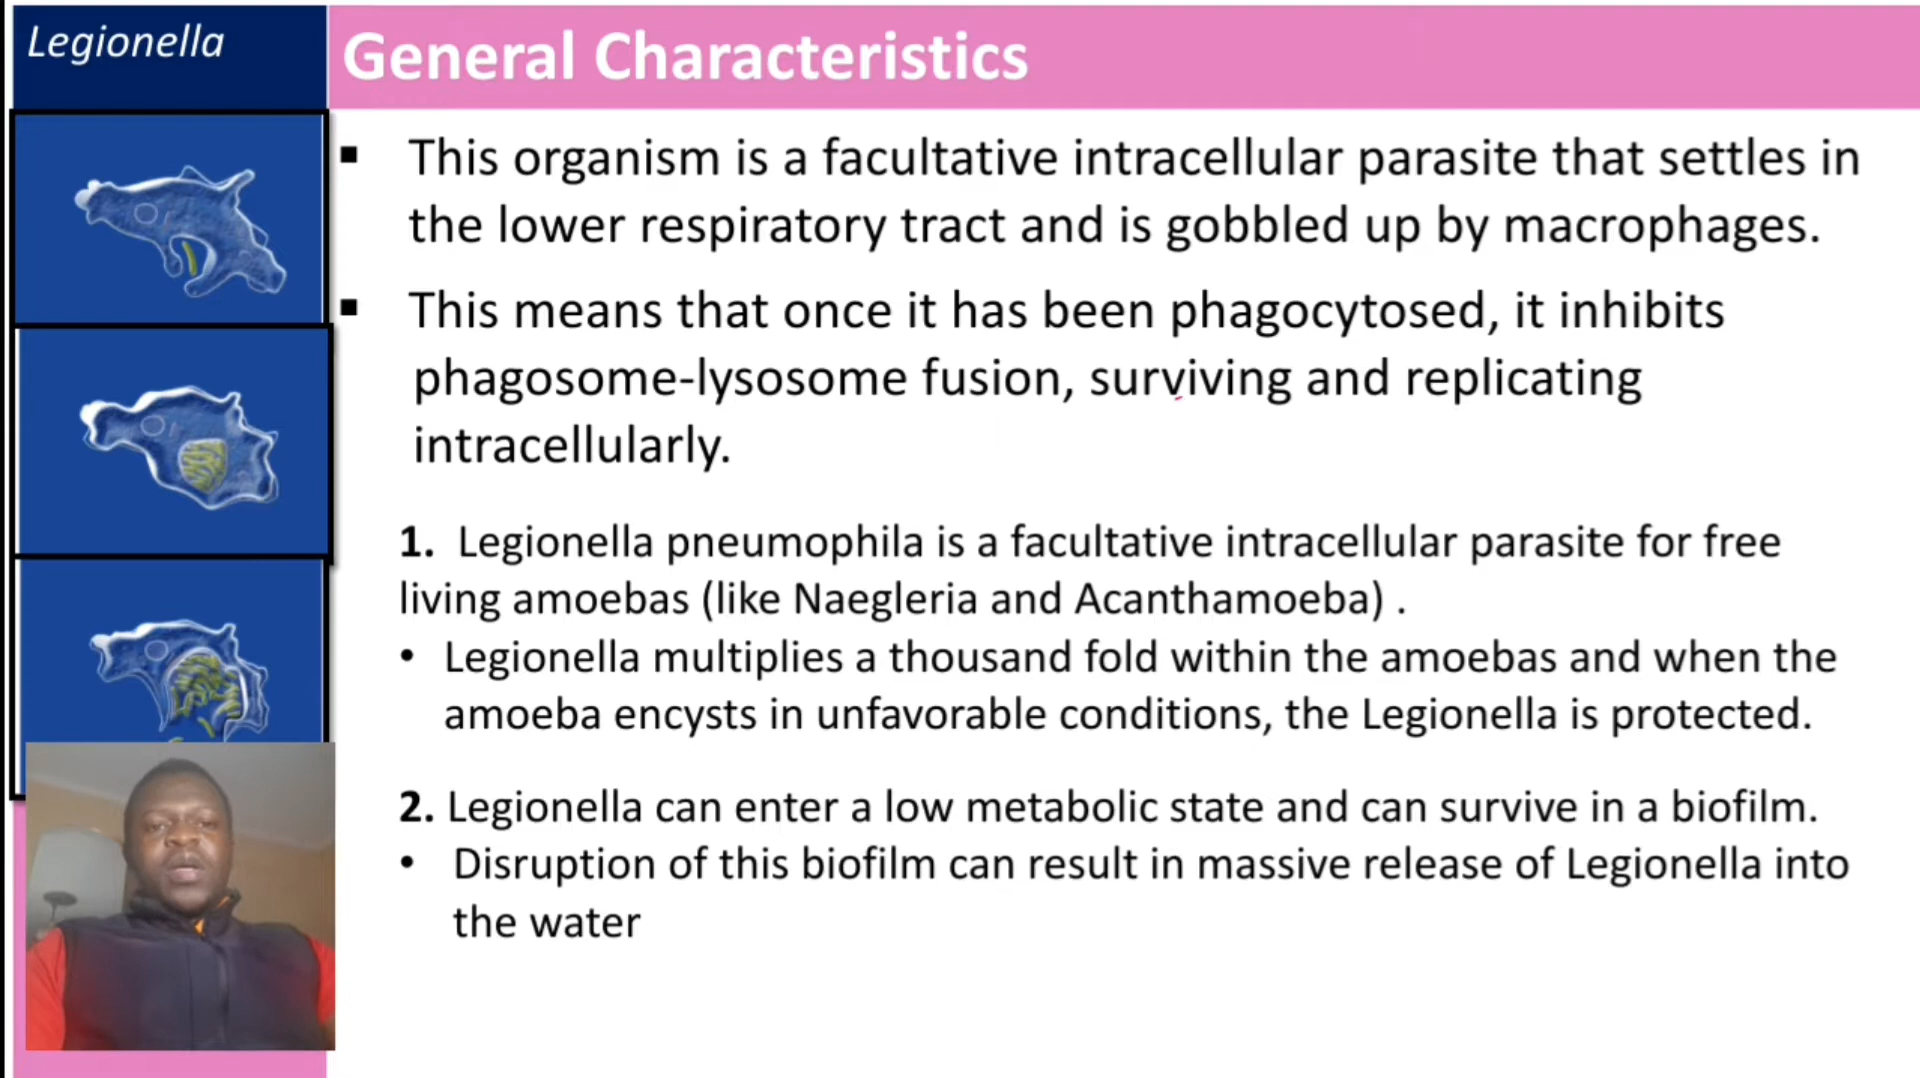 Legionella
General Characteristics
▪ This organism is a facultative intracellular parasite that settles in
the lower respiratory tract and is gobbled up by macrophages.
▪ This means that once it has been phagocytosed, it inhibits
phagosome-lysosome fusion, surviving and replicating
intracellularly.
1. Legionella pneumophila is a facultative intracellular parasite for free
living amoebas (like Naegleria and Acanthamoeba) .
• Legionella multiplies a thousand fold within the amoebas and when the
amoeba encysts in unfavorable conditions, the Legionella is protected.
2. Legionella can enter a low metabolic state and can survive in a biofilm.
• Disruption of this biofilm can result in massive release of Legionella into
the water